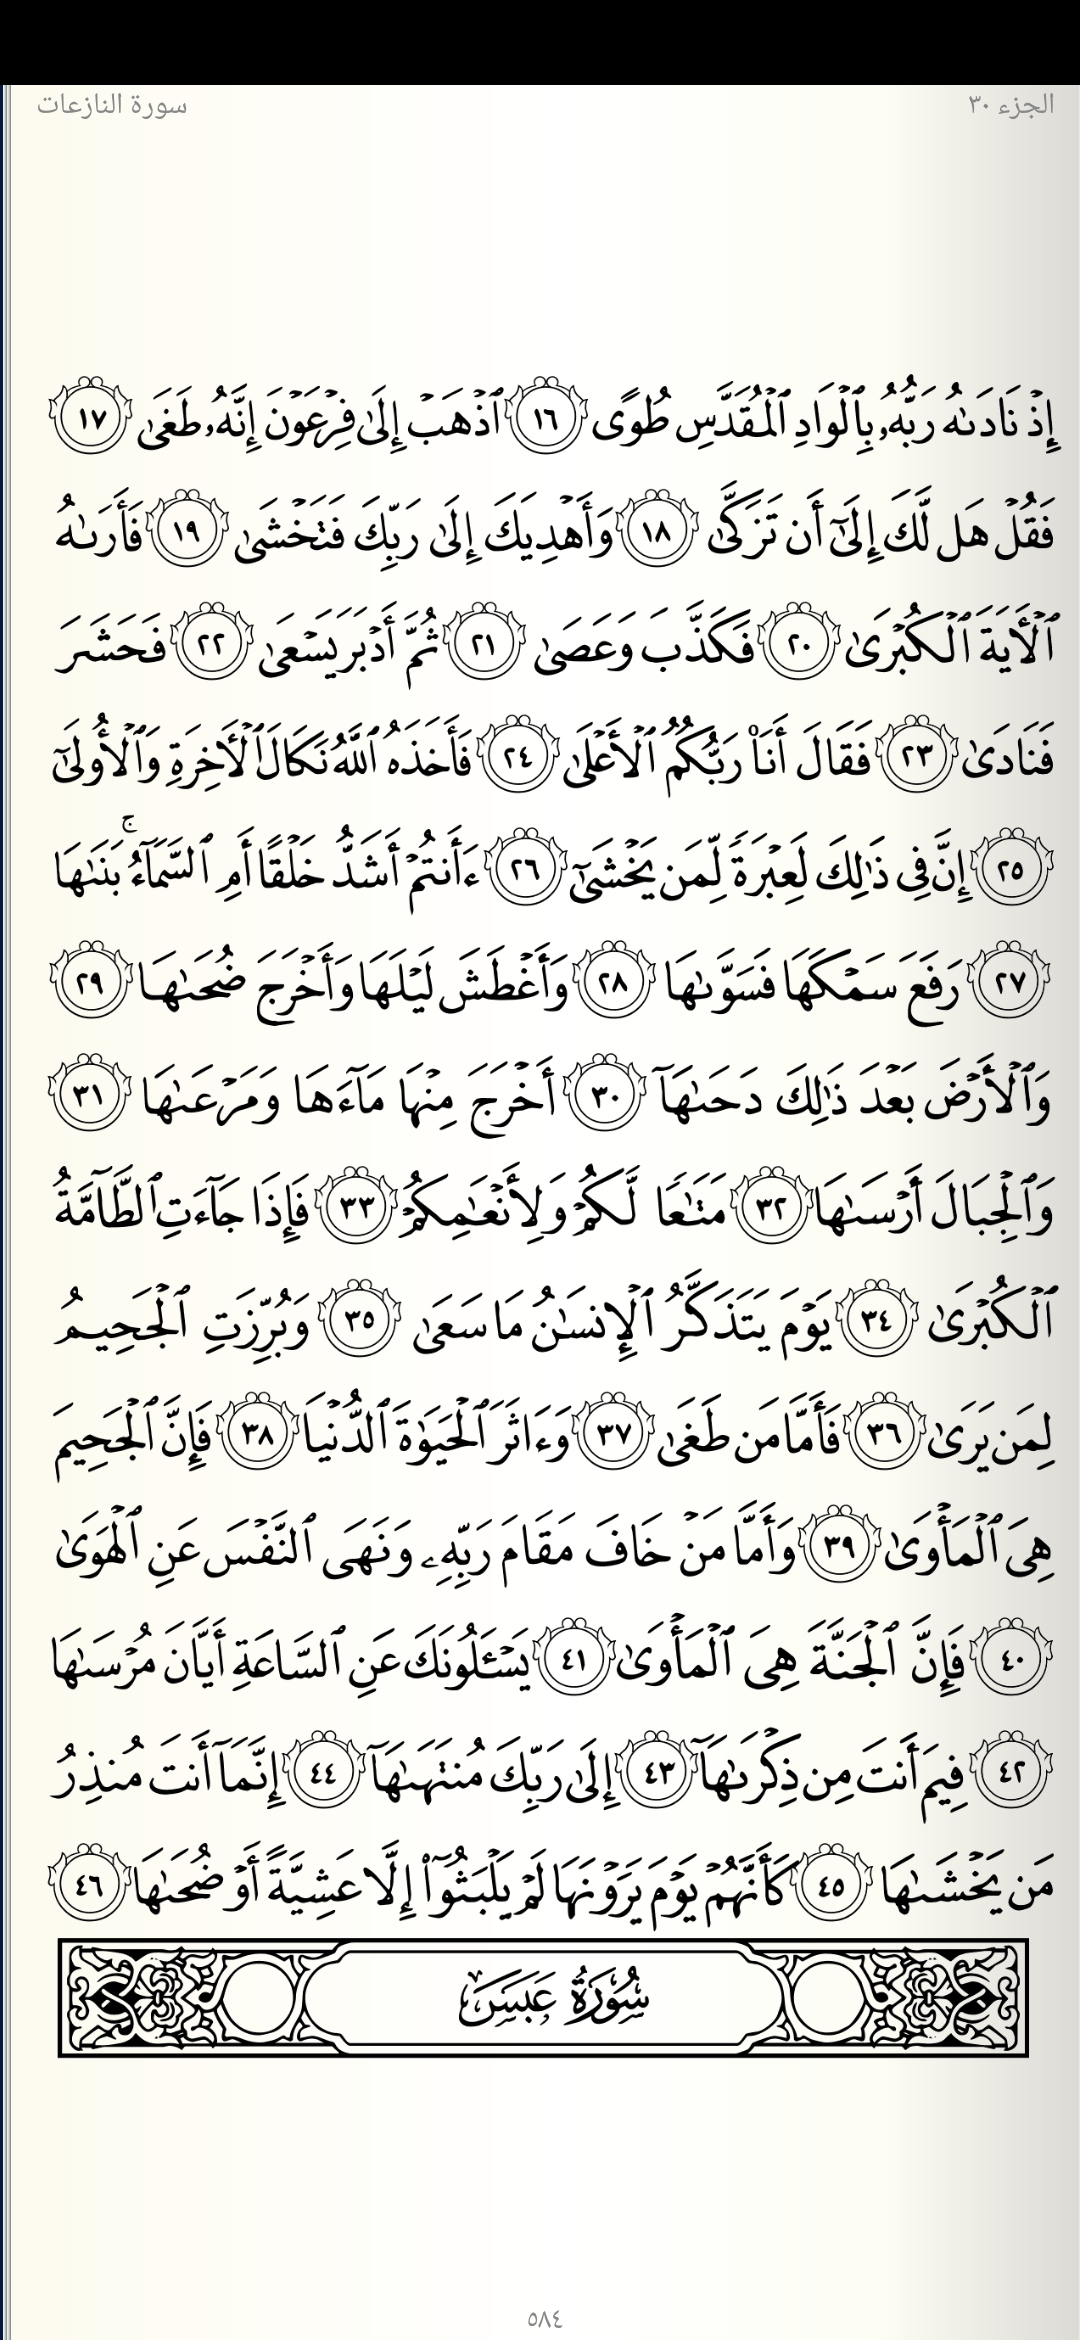 الجزء ٣٠
سورة النازعات
إِذْ نَادَىٰهُ رَبُّهُۥ بِٱلْوَادِ ٱلْمُقَدَّسِ طُوًى ١٦ ٱذْهَبْ إِلَىٰ فِرْعَوْنَ إِنَّهُۥ طَغَىٰ ١٧
فَقُلْ هَل لَّكَ إِلَىٰٓ أَن تَزَكَّىٰ ١٨ وَأَهْدِيَكَ إِلَىٰ رَبِّكَ فَتَخْشَىٰ ١٩ فَأَرَىٰهُ
ٱلْـَٔايَةَ ٱلْكُبْرَىٰ ٢٠ فَكَذَّبَ وَعَصَىٰ ٢١ ثُمَّ أَدْبَرَ يَسْعَىٰ ٢٢ فَحَشَرَ
فَنَادَىٰ ٢٣ فَقَالَ أَنَا۠ رَبُّكُمُ ٱلْأَعْلَىٰ ٢٤ فَأَخَذَهُ ٱللَّهُ نَكَالَ ٱلْـَٔاخِرَةِ وَٱلْأُولَىٰٓ
٢٥ إِنَّ فِى ذَٰلِكَ لَعِبْرَةً لِّمَن يَخْشَىٰٓ ٢٦ ءَأَنتُمْ أَشَدُّ خَلْقًا أَمِ ٱلسَّمَآءُ ۚ بَنَىٰهَا
٢٧ رَفَعَ سَمْكَهَا فَسَوَّىٰهَا ٢٨ وَأَغْطَشَ لَيْلَهَا وَأَخْرَجَ ضُحَىٰهَا ٢٩
وَٱلْأَرْضَ بَعْدَ ذَٰلِكَ دَحَىٰهَآ ٣٠ أَخْرَجَ مِنْهَا مَآءَهَا وَمَرْعَىٰهَا ٣١
وَٱلْجِبَالَ أَرْسَىٰهَا ٣٢ مَتَٰعًا لَّكُمْ وَلِأَنْعَٰمِكُمْ ٣٣ فَإِذَا جَآءَتِ ٱلطَّآمَّةُ
ٱلْكُبْرَىٰ ٣٤ يَوْمَ يَتَذَكَّرُ ٱلْإِنسَٰنُ مَا سَعَىٰ ٣٥ وَبُرِّزَتِ ٱلْجَحِيمُ
لِمَن يَرَىٰ ٣٦ فَأَمَّا مَن طَغَىٰ ٣٧ وَءَاثَرَ ٱلْحَيَوٰةَ ٱلدُّنْيَا ٣٨ فَإِنَّ ٱلْجَحِيمَ
هِىَ ٱلْمَأْوَىٰ ٣٩ وَأَمَّا مَنْ خَافَ مَقَامَ رَبِّهِۦ وَنَهَى ٱلنَّفْسَ عَنِ ٱلْهَوَىٰ
٤٠ فَإِنَّ ٱلْجَنَّةَ هِىَ ٱلْمَأْوَىٰ ٤١ يَسْـَٔلُونَكَ عَنِ ٱلسَّاعَةِ أَيَّانَ مُرْسَىٰهَا
٤٢ فِيمَ أَنتَ مِن ذِكْرَىٰهَآ ٤٣ إِلَىٰ رَبِّكَ مُنتَهَىٰهَآ ٤٤ إِنَّمَآ أَنتَ مُنذِرُ
مَن يَخْشَىٰهَا ٤٥ كَأَنَّهُمْ يَوْمَ يَرَوْنَهَا لَمْ يَلْبَثُوٓا۟ إِلَّا عَشِيَّةً أَوْ ضُحَىٰهَا ٤٦
سُورَةُ عَبَسَ
٥٨٤